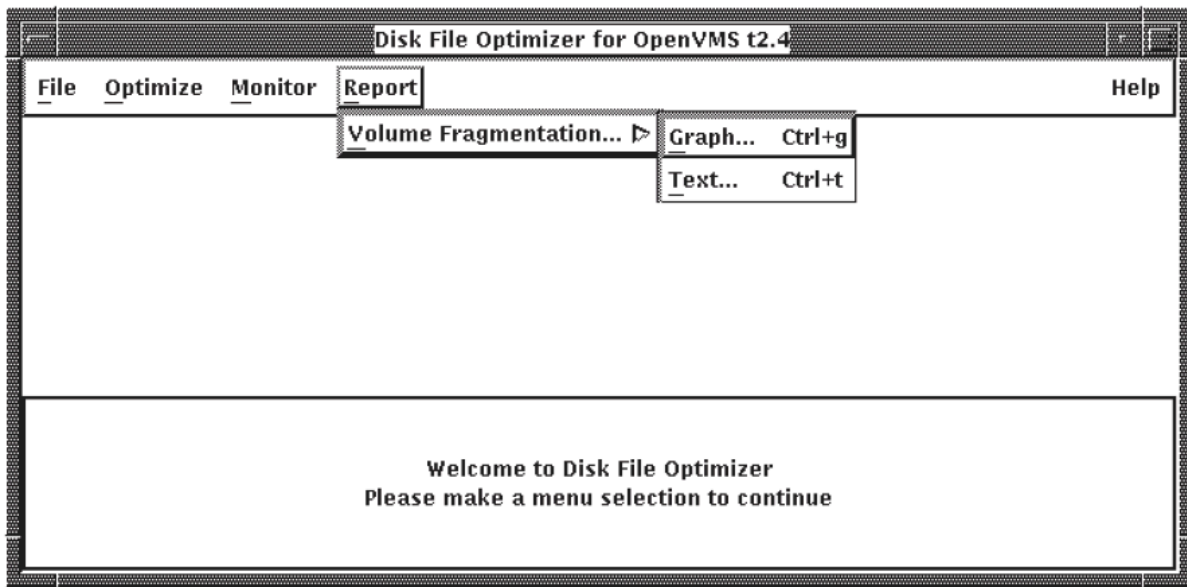 Disk File Optimizer for OpenVMS t2.4
File Optimize Monitor Report Help
Volume Fragmentation... Graph... Ctrl+g
Text... Ctrl+t
Welcome to Disk File Optimizer
Please make a menu selection to continue